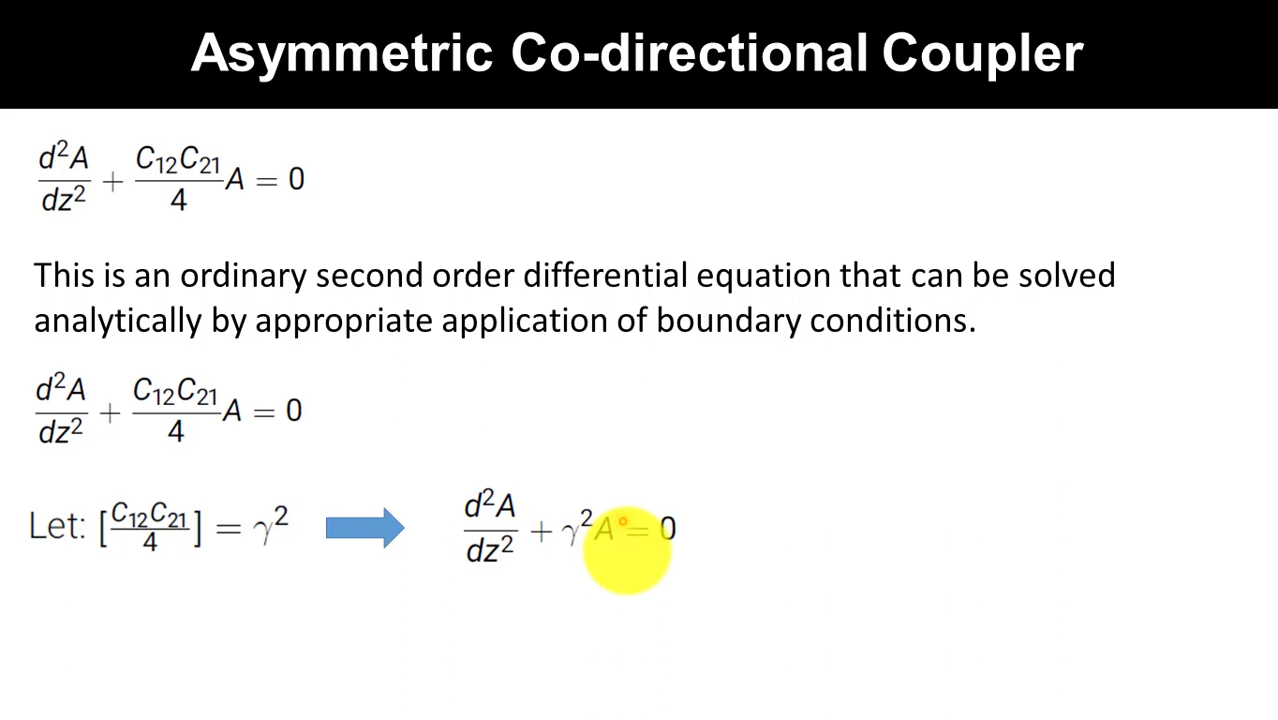 Asymmetric Co-directional Coupler
d²A/dz² + C₁₂C₂₁/4 A = 0
This is an ordinary second order differential equation that can be solved
analytically by appropriate application of boundary conditions.
d²A/dz² + C₁₂C₂₁/4 A = 0
Let: [C₁₂C₂₁/4] = γ² d²A/dz² + γ²A = 0